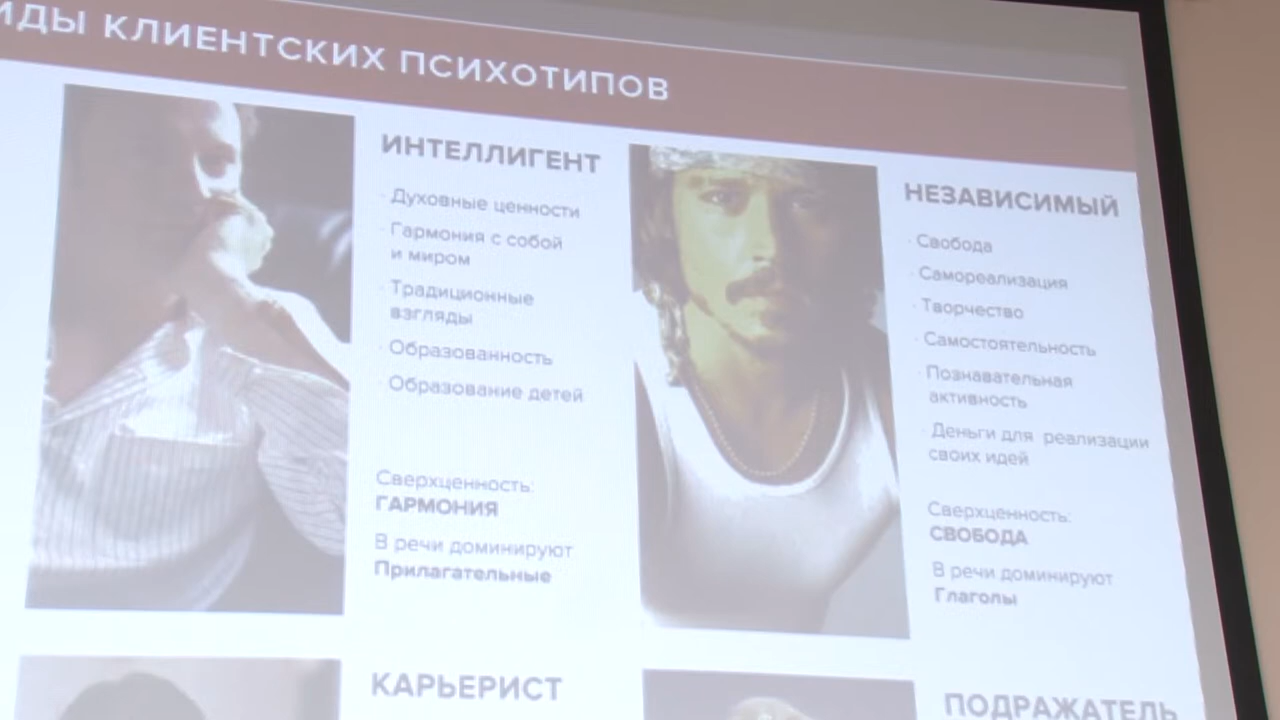 ИДЫ КЛИЕНТСКИХ ПСИХОТИПОВ
ИНТЕЛЛИГЕНТ
· Духовные ценности
· Гармония с собой
и миром
· Традиционные
взгляды
· Образованность
· Образование детей
Сверхценность:
ГАРМОНИЯ
В речи доминируют
Прилагательные
НЕЗАВИСИМЫЙ
· Свобода
· Самореализация
· Творчество
· Самостоятельность
· Познавательная
активность
· Деньги для реализации
своих идей
Сверхценность:
СВОБОДА
В речи доминируют
Глаголы
КАРЬЕРИСТ
ПОДРАЖАТЕЛЬ